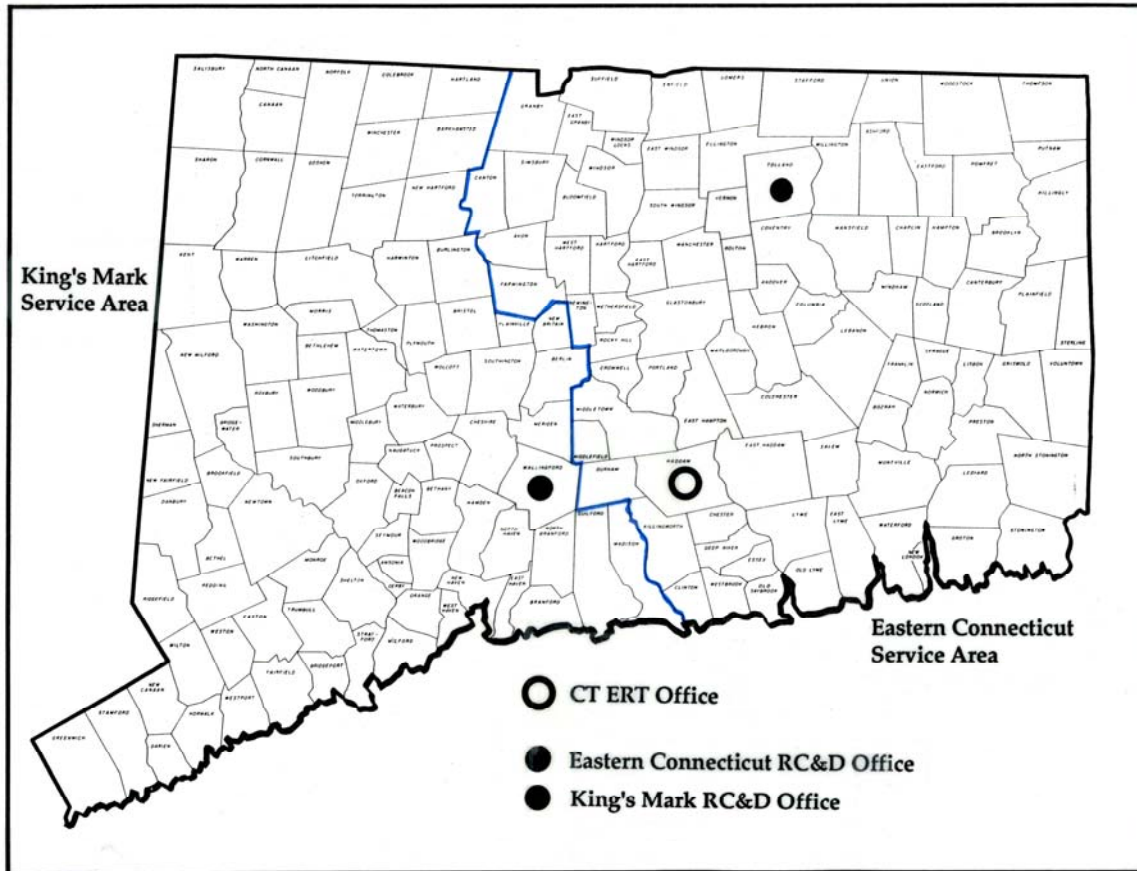 SALISBURY
NORTH CANAAN
NORFOLK
COLEBROOK
HARTLAND
SUFFIELD
ENFIELD
SOMERS
STAFFORD
UNION
WOODSTOCK
THOMPSON
CANAAN
GRANBY
EAST
GRANBY
WINCHESTER
BARKHAMSTED
WINDSOR
LOCKS
EAST WINDSOR
ELLINGTON
WILLINGTON
ASHFORD
PUTNAM
SHARON
CORNWALL
GOSHEN
CANTON
SIMSBURY
WINDSOR
TOLLAND
EASTFORD
POMFRET
TORRINGTON
NEW HARTFORD
BLOOMFIELD
SOUTH WINDSOR
VERNON
KILLINGLY
KENT
WARREN
LITCHFIELD
HARWINTON
BURLINGTON
AVON
WEST
HARTFORD
HARTFORD
EAST
HARTFORD
MANCHESTER
BOLTON
COVENTRY
MANSFIELD
CHAPLIN
HAMPTON
BROOKLYN
King's Mark
Service Area
FARMINGTON
ANDOVER
COLUMBIA
WINDHAM
SCOTLAND
CANTERBURY
PLAINFIELD
WASHINGTON
MORRIS
BRISTOL
PLAINVILLE
NEW
BRITAIN
NEWING-
TON
WETHERSFIELD
GLASTONBURY
HEBRON
LEBANON
STERLING
NEW MILFORD
BETHLEHEM
WATERTOWN
THOMASTON
PLYMOUTH
WOLCOTT
SOUTHINGTON
BERLIN
ROCKY HILL
CROMWELL
PORTLAND
MARLBOROUGH
FRANKLIN
SPRAGUE
LISBON
GRISWOLD
VOLUNTOWN
ROXBURY
WOODBURY
COLCHESTER
BOZRAH
NORWICH
PRESTON
SHERMAN
BRIDGE-
WATER
MIDDLEBURY
WATERBURY
CHESHIRE
MERIDEN
MIDDLETOWN
EAST HAMPTON
NORTH STONINGTON
NEW FAIRFIELD
BROOKFIELD
SOUTHBURY
NAUGATUCK
PROSPECT
WALLINGFORD
MIDDLEFIELD
DURHAM
HADDAM
EAST HADDAM
SALEM
MONTVILLE
LEDYARD
DANBURY
NEWTOWN
OXFORD
BEACON
FALLS
BETHANY
HAMDEN
NORTH
HAVEN
NORTH
BRANFORD
GUILFORD
MADISON
KILLINGWORTH
CHESTER
LYME
EAST
LYME
WATERFORD
NEW
LONDON
GROTON
STONINGTON
BETHEL
SEYMOUR
WOODBRIDGE
DEEP RIVER
ESSEX
REDDING
MONROE
SHELTON
ANSONIA
DERBY
ORANGE
NEW
HAVEN
WEST
HAVEN
EAST
HAVEN
BRANFORD
CLINTON
WESTBROOK
OLD
SAYBROOK
OLD LYME
RIDGEFIELD
EASTON
TRUMBULL
STRAT-
FORD
MILFORD
Eastern Connecticut
Service Area
WILTON
WESTON
FAIRFIELD
BRIDGEPORT
NEW
CANAAN
WESTPORT
NORWALK
STAMFORD
GREENWICH
DARIEN
CT ERT Office
Eastern Connecticut RC&D Office
King's Mark RC&D Office